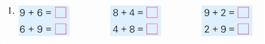 1. 9 + 6 = □ 8 + 4 = □ 9 + 2 = □
6 + 9 = □ 4 + 8 = □ 2 + 9 = □